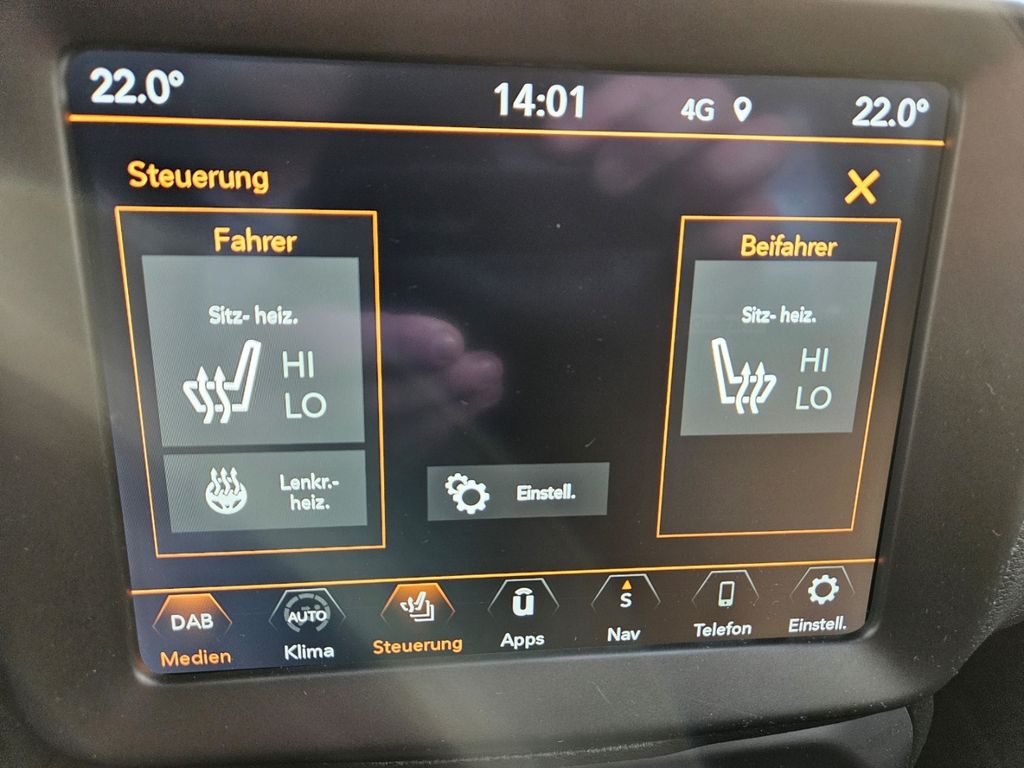 22.0°
14:01
4G
22.0°
Steuerung
Fahrer
Sitz- heiz.
HI
LO
Lenkr.-
heiz.
Einstell.
Beifahrer
Sitz- heiz.
HI
LO
DAB
Medien
AUTO
Klima
Steuerung
û
Apps
S
Nav
Telefon
Einstell.